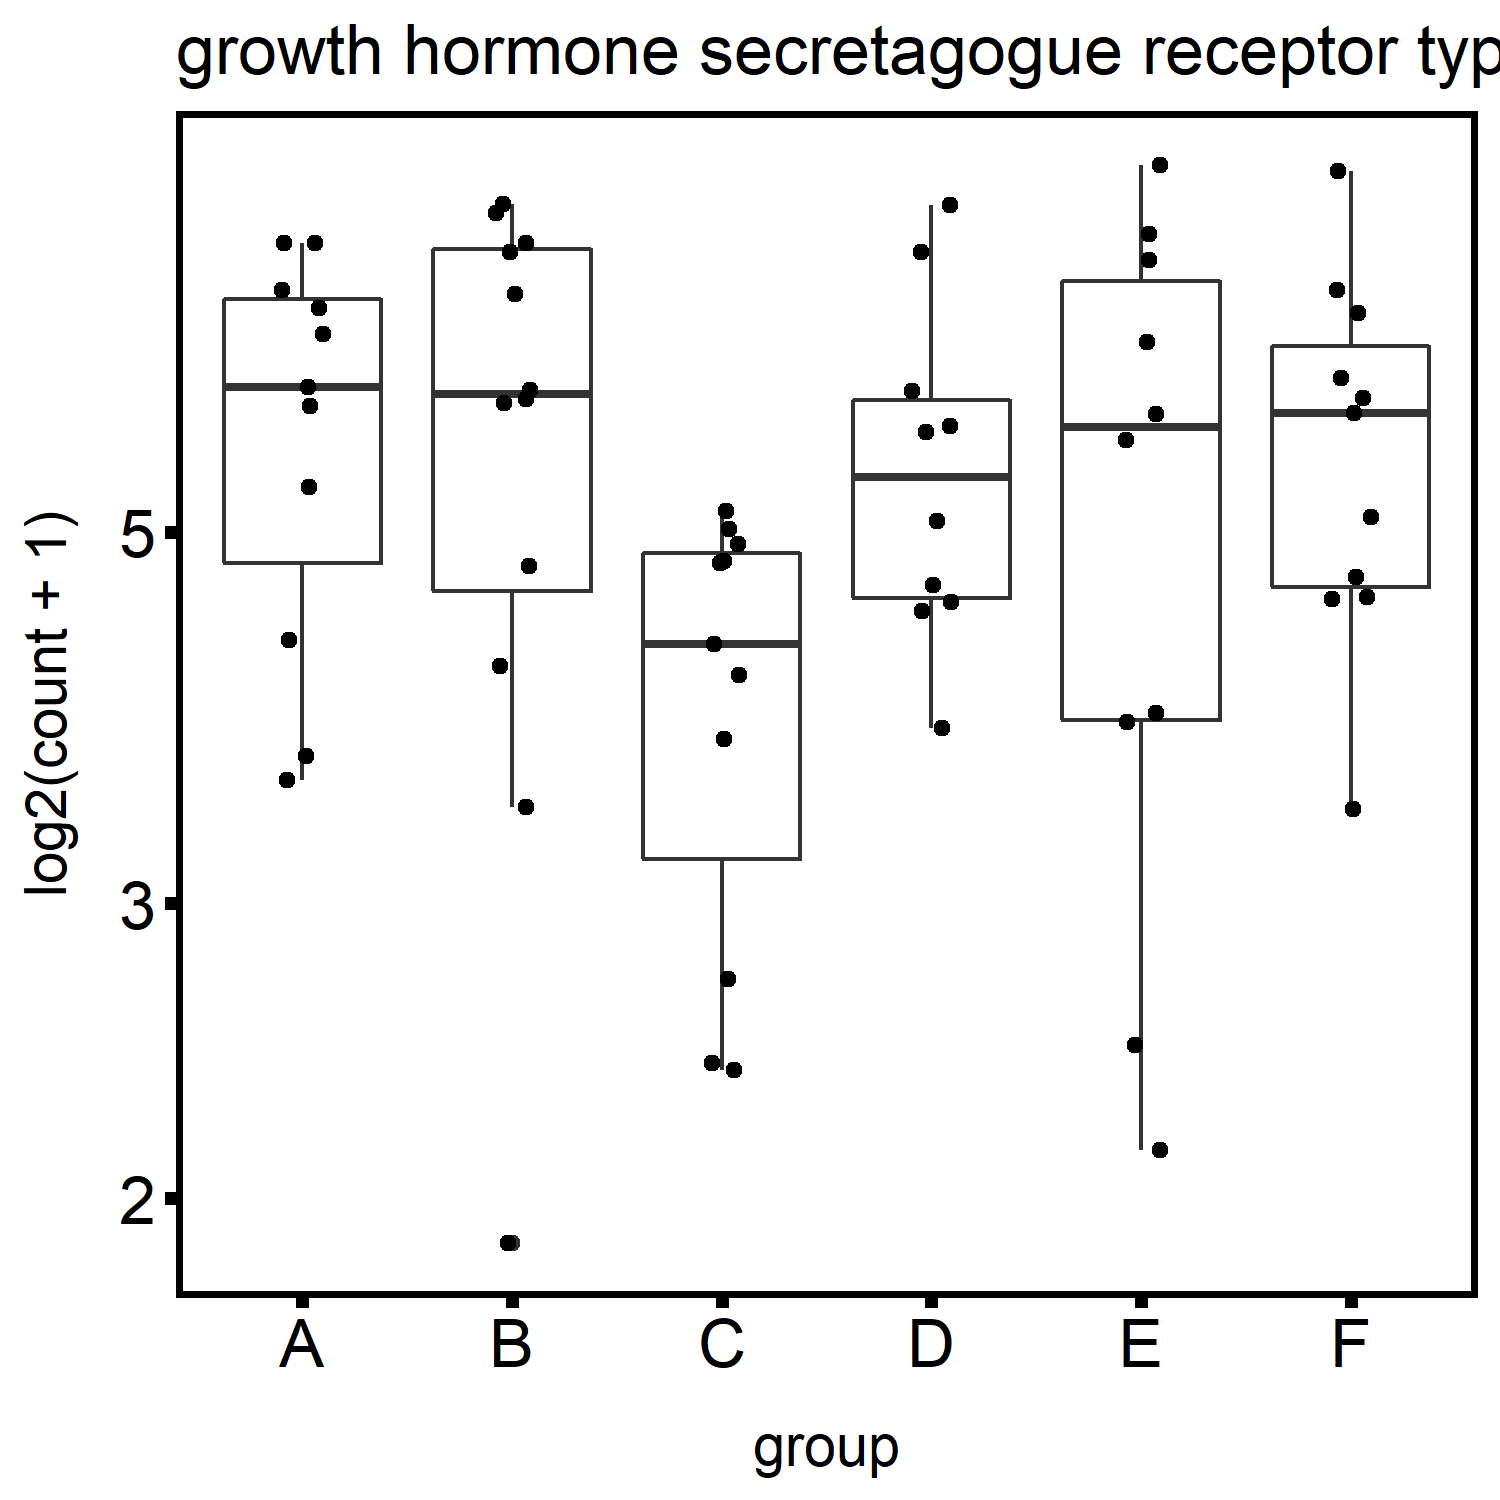 growth hormone secretagogue receptor typ
log2(count + 1)
5
3
2
A B C D E F
group